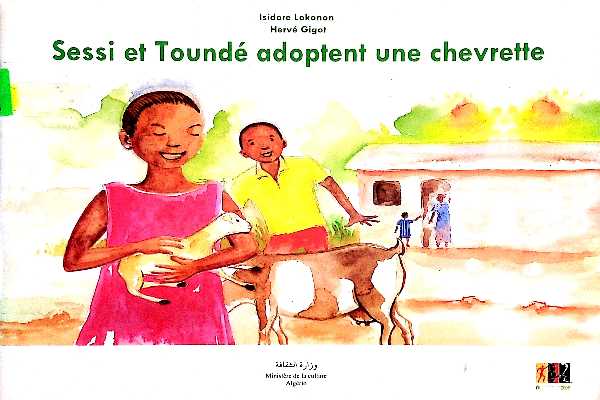 Isidore Lokonon
Hervé Gigot
Sessi et Toundé adoptent une chevrette
وزارة الثقافة
Ministère de la culture
Algérie